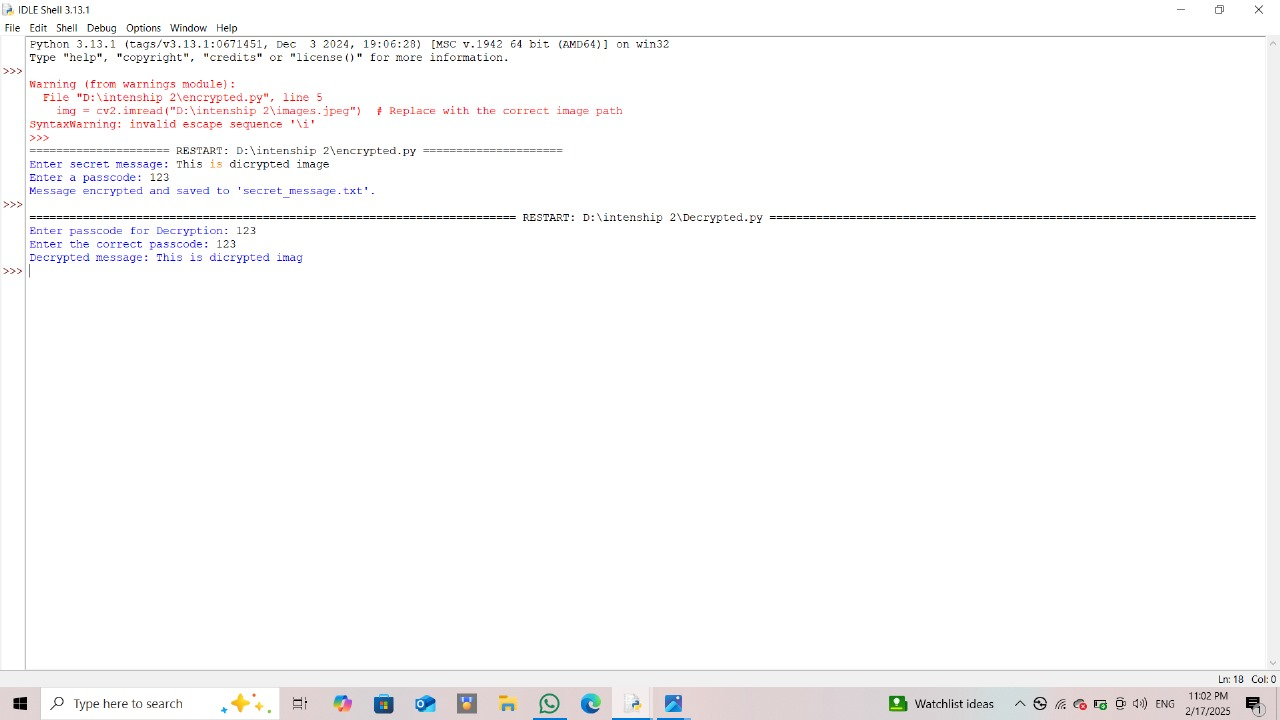 IDLE Shell 3.13.1
File Edit Shell Debug Options Window Help
Python 3.13.1 (tags/v3.13.1:0671451, Dec  3 2024, 19:06:28) [MSC v.1942 64 bit (AMD64)] on win32
Type "help", "copyright", "credits" or "license()" for more information.
>>>
Warning (from warnings module):
  File "D:\intenship 2\encrypted.py", line 5
    img = cv2.imread("D:\intenship 2\images.jpeg")  # Replace with the correct image path
SyntaxWarning: invalid escape sequence '\i'
>>>
===================== RESTART: D:\intenship 2\encrypted.py =====================
Enter secret message: This is dicrypted image
Enter a passcode: 123
Message encrypted and saved to 'secret_message.txt'.
>>>
========================================================================= RESTART: D:\intenship 2\Decrypted.py =========================================================================
Enter passcode for Decryption: 123
Enter the correct passcode: 123
Decrypted message: This is dicrypted imag
>>>
Ln: 18 Col: 0
Type here to search
Watchlist ideas
ENG
11:02 PM
2/17/2025
1